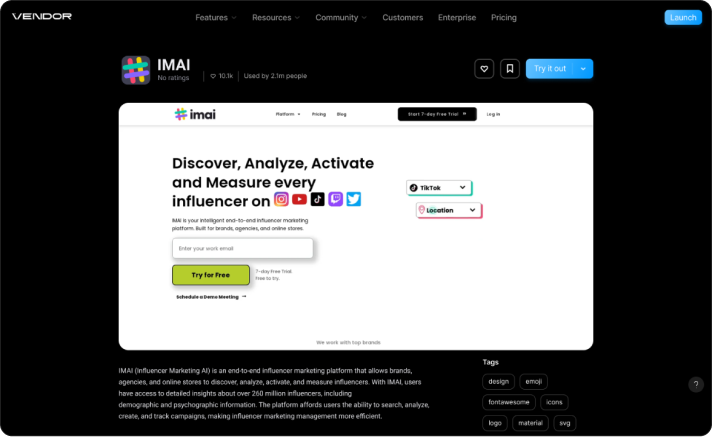 VENDOR
Features Resources Community Customers Enterprise Pricing
Launch
IMAI
No ratings
10.1k
Used by 2.1m people
Try it out
imai
Platform Pricing Blog
Start 7-day Free Trial
Log In
Discover, Analyze, Activate
and Measure every
influencer on
TikTok
Location
IMAI is your intelligent end-to-end influencer marketing
platform. Built for brands, agencies, and online stores.
Enter your work email
Try for Free
7-day Free Trial.
Free to try.
Schedule a Demo Meeting
We work with top brands
IMAI (Influencer Marketing AI) is an end-to-end influencer marketing platform that allows brands,
agencies, and online stores to discover, analyze, activate, and measure influencers. With IMAI, users
have access to detailed insights about over 260 million influencers, including
demographic and psychographic information. The platform affords users the ability to search, analyze,
create, and track campaigns, making influencer marketing management more efficient.
Tags
design emoji
fontawesome icons
logo material svg
?